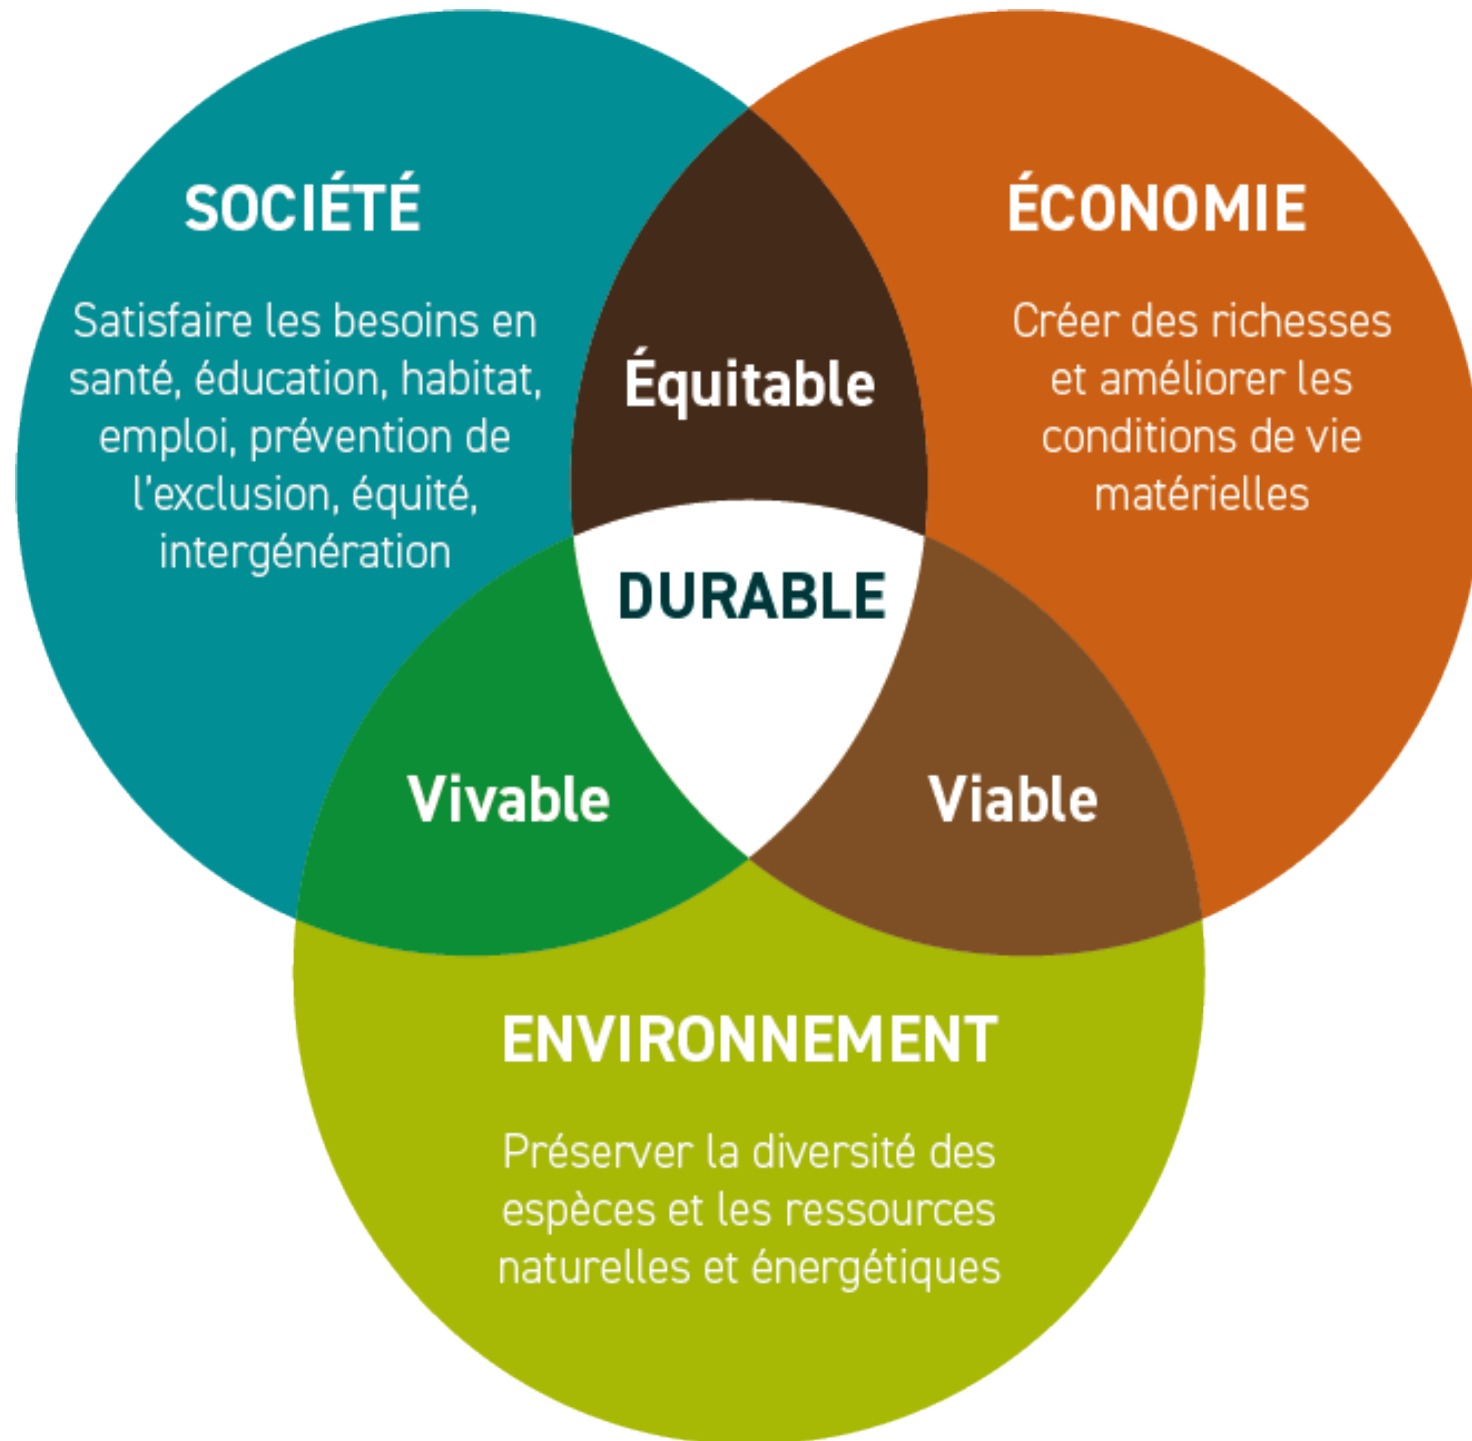 SOCIÉTÉ
Satisfaire les besoins en
santé, éducation, habitat,
emploi, prévention de
l'exclusion, équité,
intergénération
ÉCONOMIE
Créer des richesses
et améliorer les
conditions de vie
matérielles
Équitable
DURABLE
Vivable
Viable
ENVIRONNEMENT
Préserver la diversité des
espèces et les ressources
naturelles et énergétiques